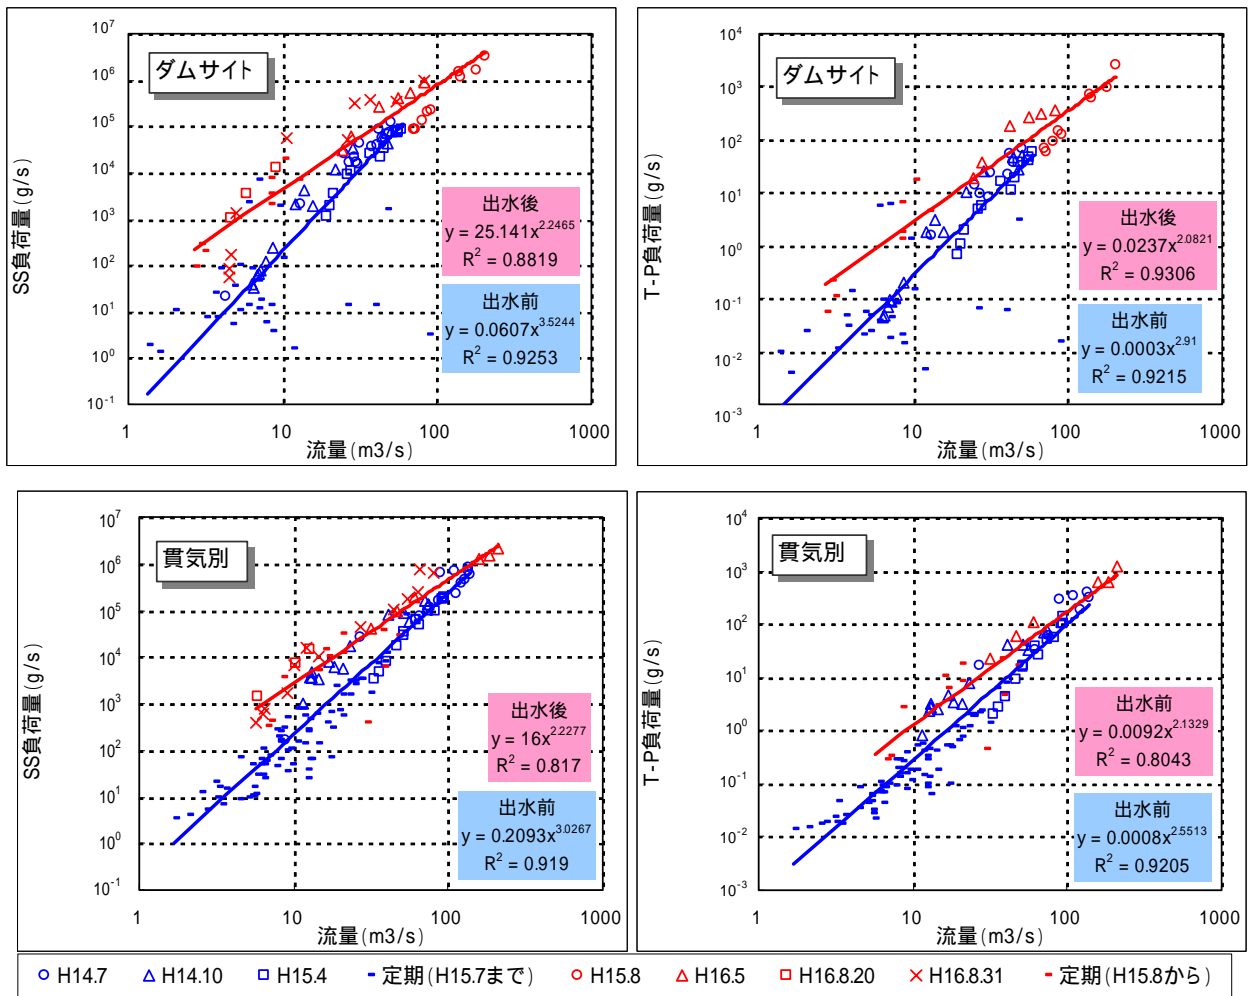 ダムサイト
SS負荷量(g/s)
10^7
10^6
10^5
10^4
10^3
10^2
10^1
10^0
10^-1
出水後
y = 25.141x^2.2465
R^2 = 0.8819
出水前
y = 0.0607x^3.5244
R^2 = 0.9253
1 10 100 1000
流量(m3/s)
ダムサイト
T-P負荷量(g/s)
10^4
10^3
10^2
10^1
10^0
10^-1
10^-2
10^-3
出水後
y = 0.0237x^2.0821
R^2 = 0.9306
出水前
y = 0.0003x^2.91
R^2 = 0.9215
1 10 100 1000
流量(m3/s)
貫気別
SS負荷量(g/s)
10^7
10^6
10^5
10^4
10^3
10^2
10^1
10^0
10^-1
出水後
y = 16x^2.2277
R^2 = 0.817
出水前
y = 0.2093x^3.0267
R^2 = 0.919
1 10 100 1000
流量(m3/s)
貫気別
T-P負荷量(g/s)
10^4
10^3
10^2
10^1
10^0
10^-1
10^-2
10^-3
出水前
y = 0.0092x^2.1329
R^2 = 0.8043
出水前
y = 0.0008x^2.5513
R^2 = 0.9205
1 10 100 1000
流量(m3/s)
H14.7 H14.10 H15.4 定期(H15.7まで) H15.8 H16.5 H16.8.20 H16.8.31 定期(H15.8から)